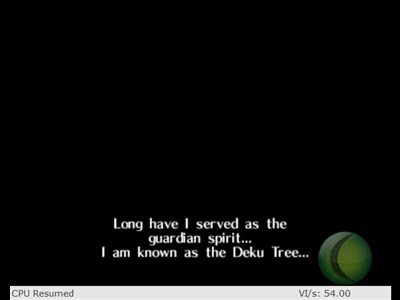 Long have I served as the
guardian spirit...
I am known as the Deku Tree...
CPU Resumed VI/s: 54.00